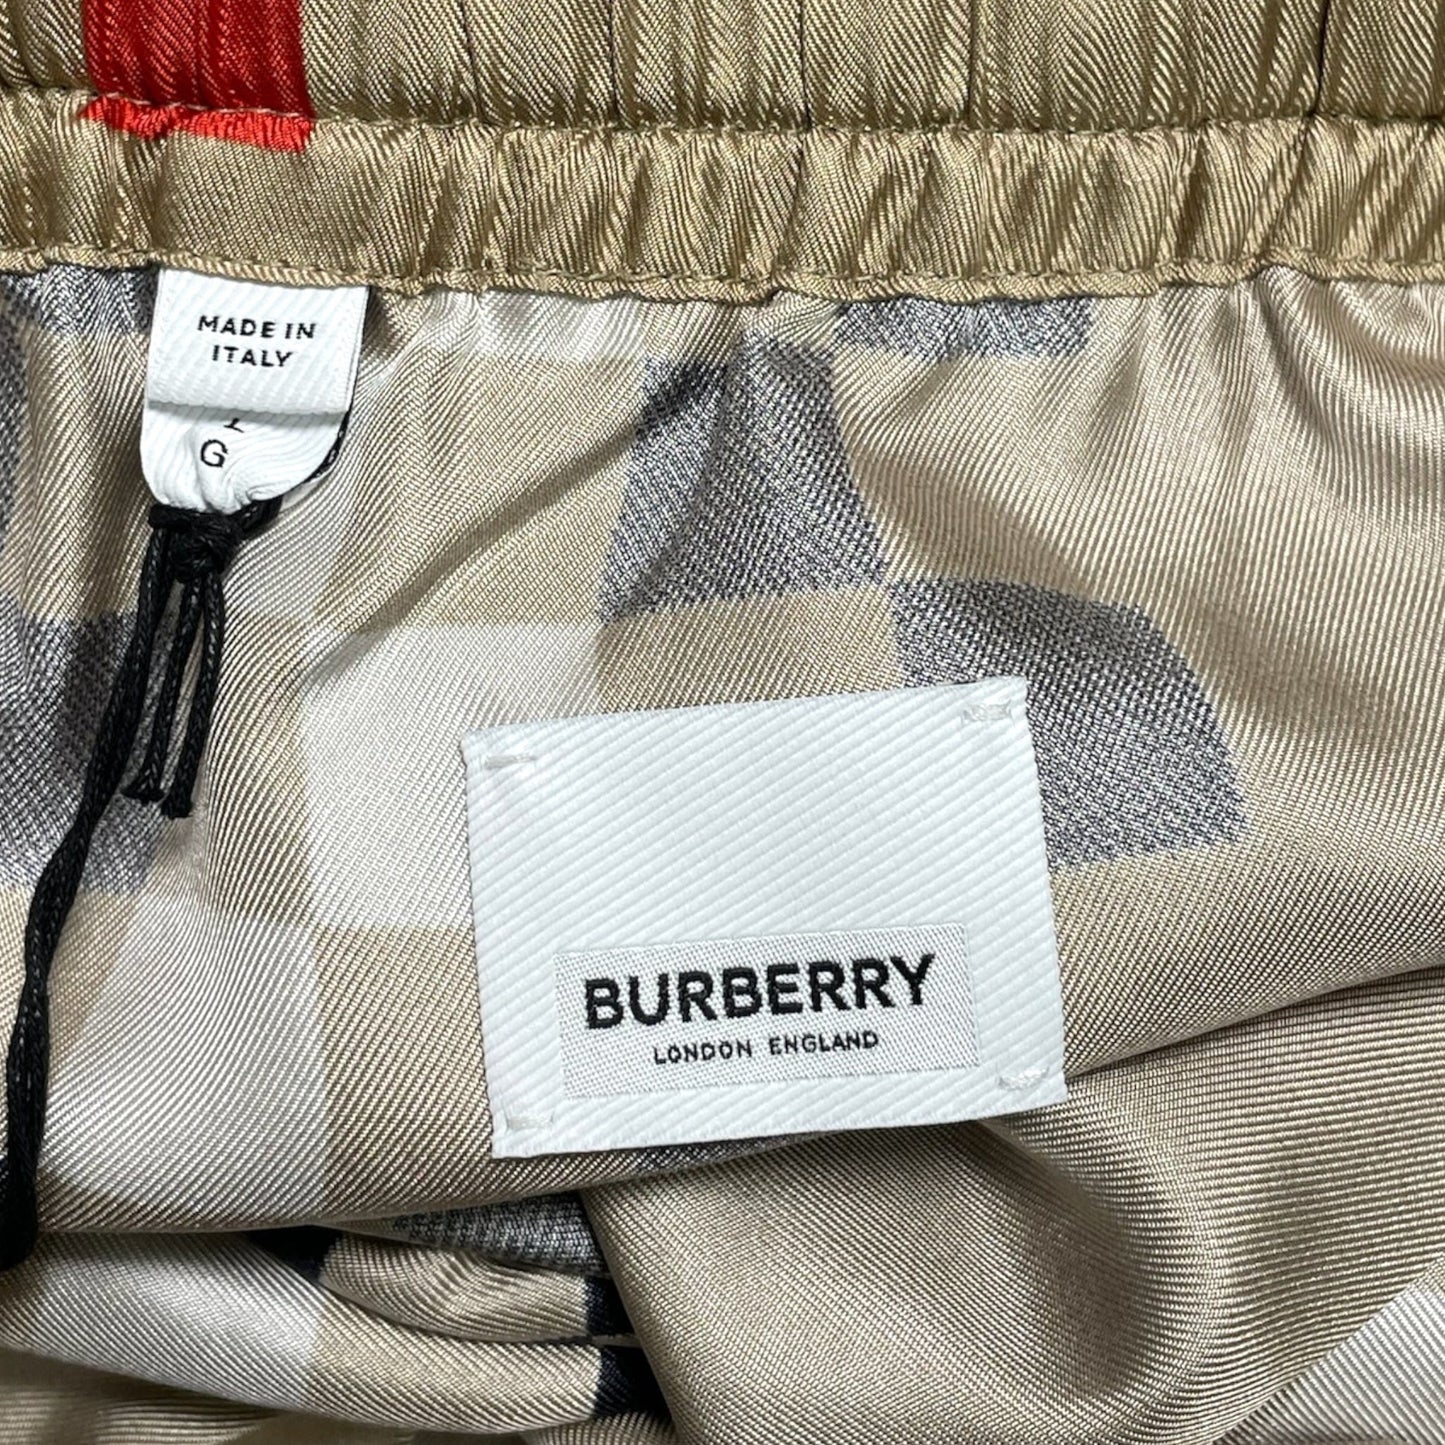 MADE IN
ITALY
G
BURBERRY
LONDON ENGLAND